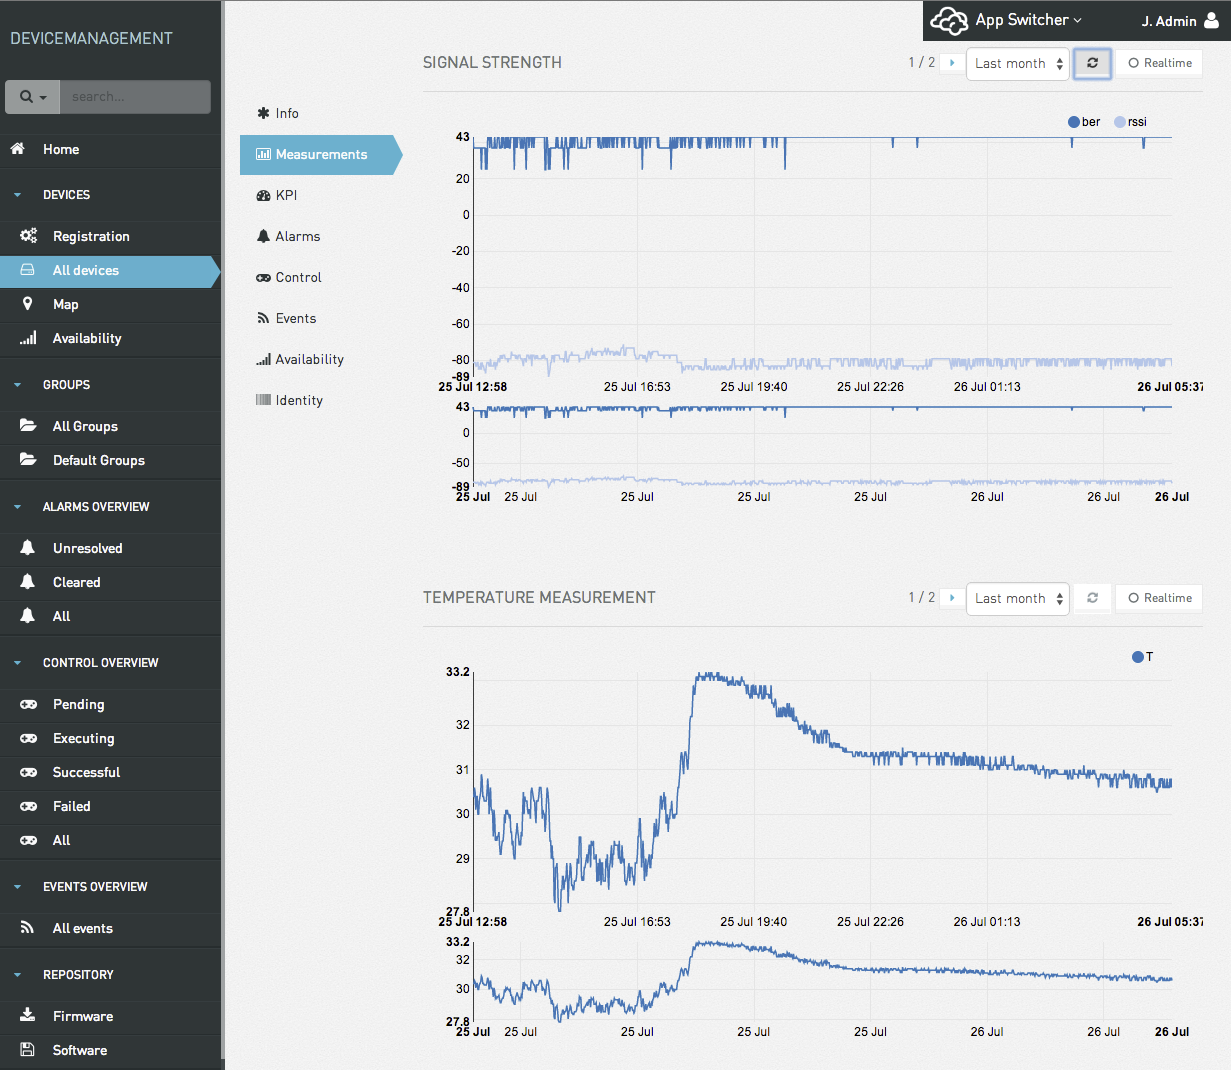 DEVICEMANAGEMENT
search...
Home
DEVICES
Registration
All devices
Map
Availability
GROUPS
All Groups
Default Groups
ALARMS OVERVIEW
Unresolved
Cleared
All
CONTROL OVERVIEW
Pending
Executing
Successful
Failed
All
EVENTS OVERVIEW
All events
REPOSITORY
Firmware
Software
App Switcher
J. Admin
Info
Measurements
KPI
Alarms
Control
Events
Availability
Identity
SIGNAL STRENGTH
1 / 2
Last month
Realtime
ber
rssi
43
20
0
-20
-40
-60
-80
-89
25 Jul 12:58
25 Jul 16:53
25 Jul 19:40
25 Jul 22:26
26 Jul 01:13
26 Jul 05:37
43
0
-50
-89
25 Jul
25 Jul
25 Jul
25 Jul
25 Jul
26 Jul
26 Jul
26 Jul
TEMPERATURE MEASUREMENT
1 / 2
Last month
Realtime
T
33.2
32
31
30
29
27.8
25 Jul 12:58
25 Jul 16:53
25 Jul 19:40
25 Jul 22:26
26 Jul 01:13
26 Jul 05:37
33.2
32
30
27.8
25 Jul
25 Jul
25 Jul
25 Jul
25 Jul
26 Jul
26 Jul
26 Jul